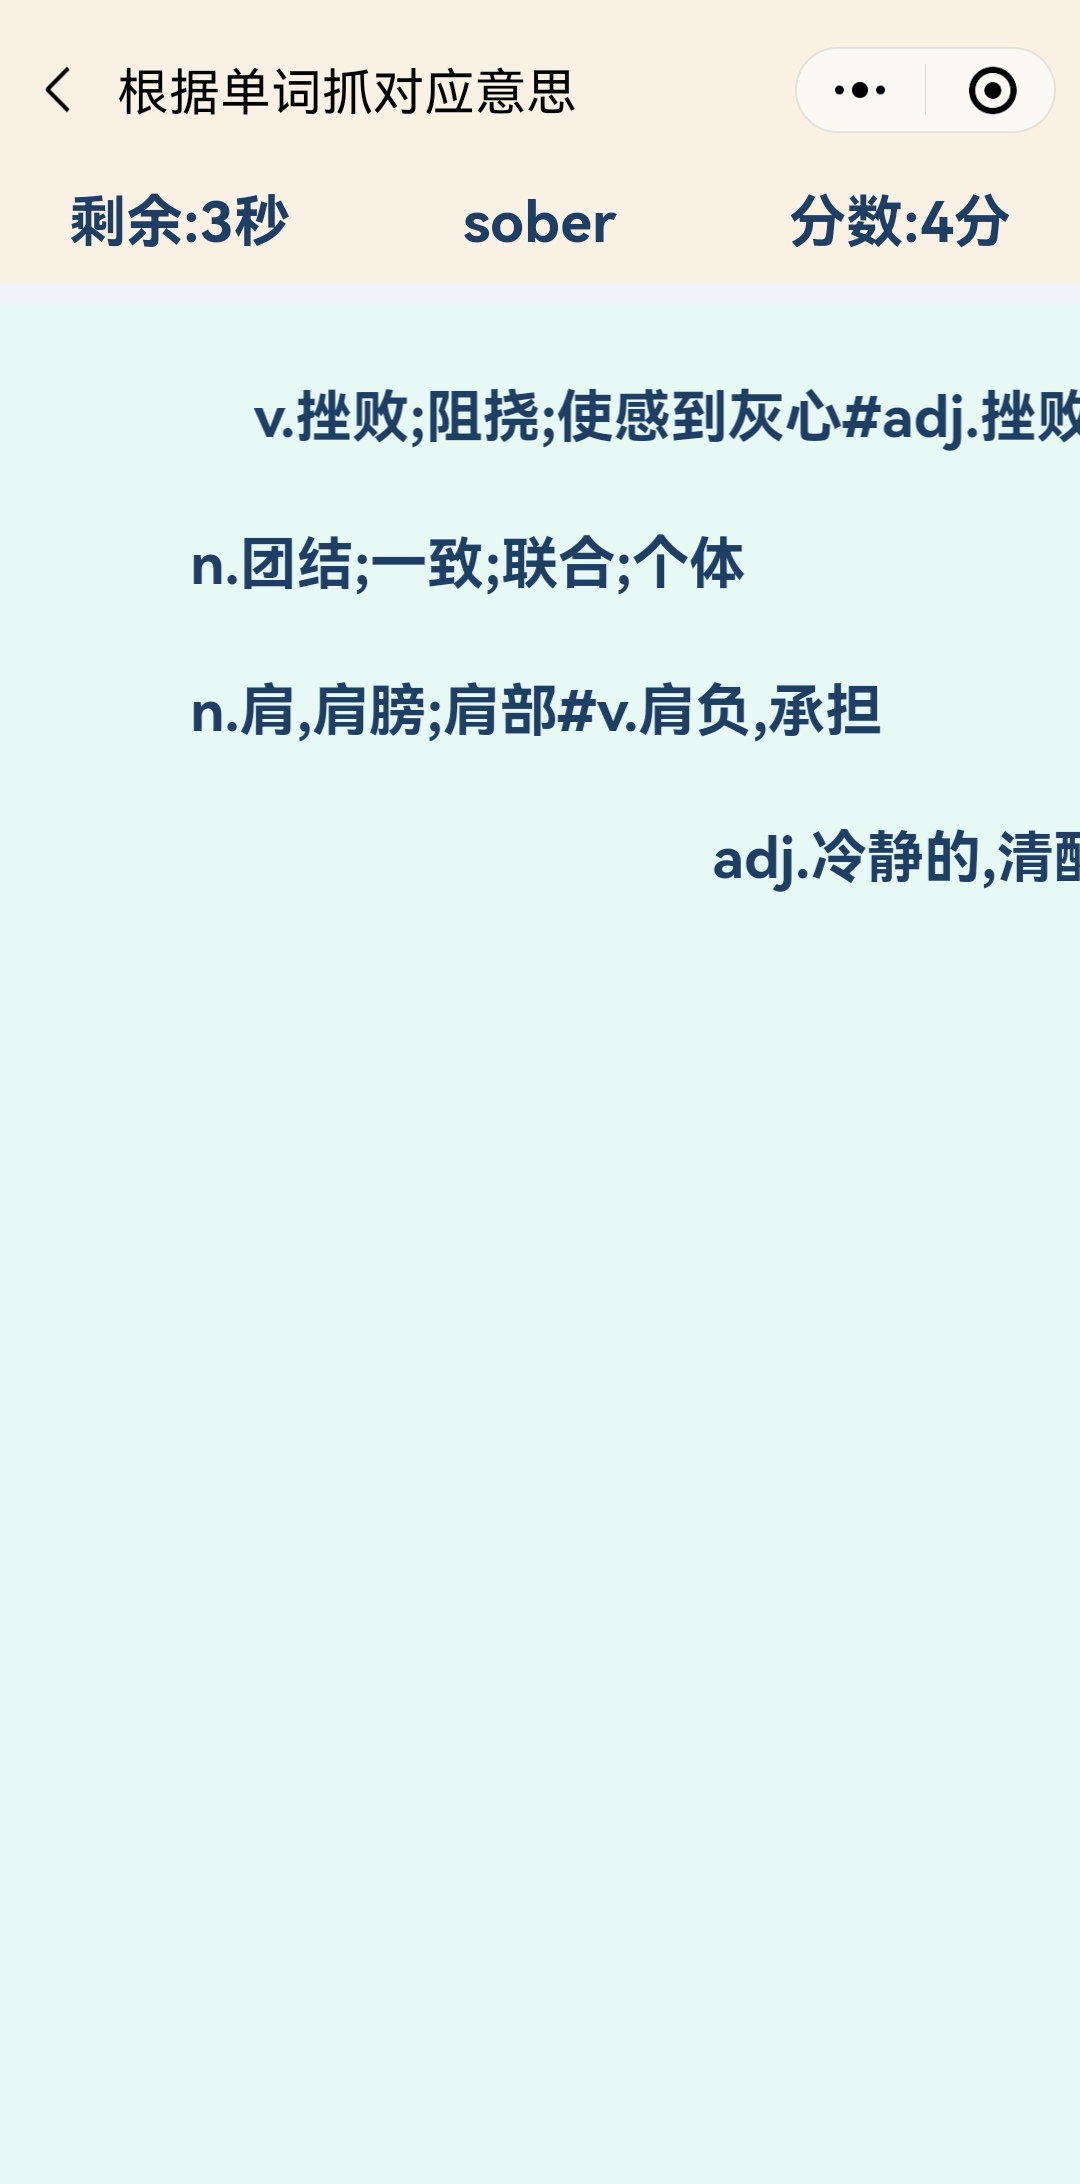 根据单词抓对应意思
剩余:3秒 sober 分数:4分
v.挫败;阻挠;使感到灰心#adj.挫败
n.团结;一致;联合;个体
n.肩,肩膀;肩部#v.肩负,承担
adj.冷静的,清醒